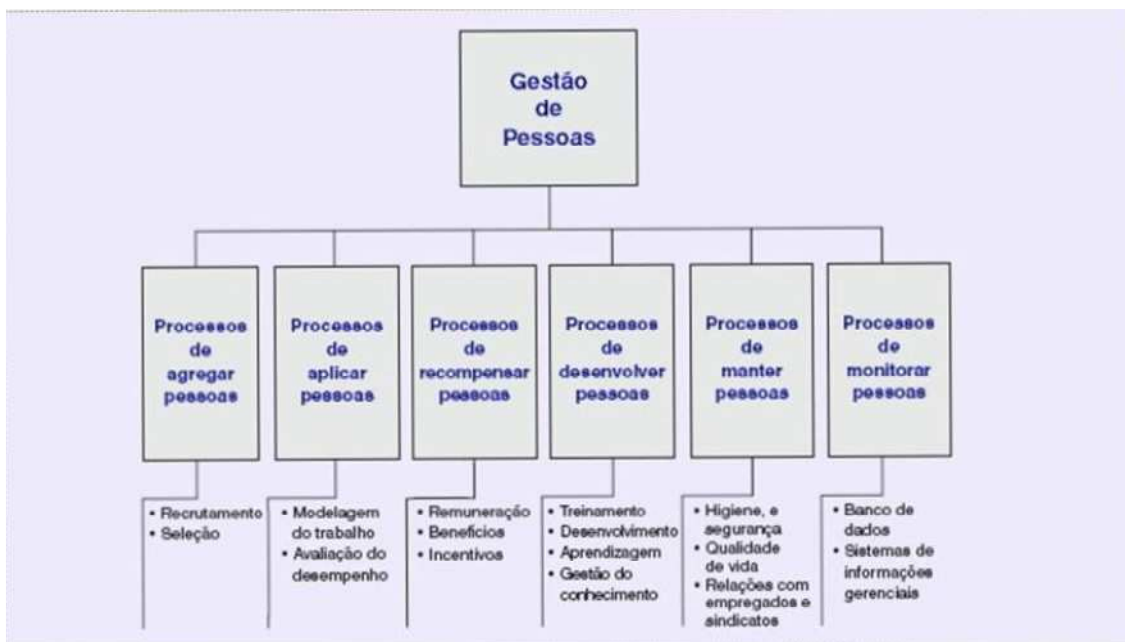 Gestão
de
Pessoas
Processos
de
agregar
pessoas
Processos
de
aplicar
pessoas
Processos
de
recompensar
pessoas
Processos
de
desenvolver
pessoas
Processos
de
manter
pessoas
Processos
de
monitorar
pessoas
• Recrutamento
• Seleção
• Modelagem
do trabalho
• Avaliação do
desempenho
• Remuneração
• Benefícios
• Incentivos
• Treinamento
• Desenvolvimento
• Aprendizagem
• Gestão do
conhecimento
• Higiene, e
segurança
• Qualidade
de vida
• Relações com
empregados e
sindicatos
• Banco de
dados
• Sistemas de
informações
gerenciais